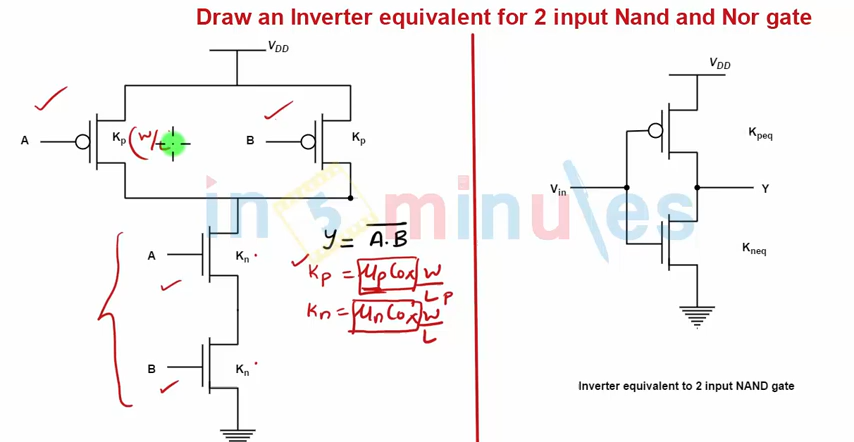 Draw an Inverter equivalent for 2 input Nand and Nor gate
VDD
A
Kp (W/L
B
Kp
in 5 minutes
A
Kn
Y = A.B
Kp = μpCox W/L p
Kn = μnCox W/L
B
Kn
VDD
Kpeq
Vin
Y
Kneq
Inverter equivalent to 2 input NAND gate